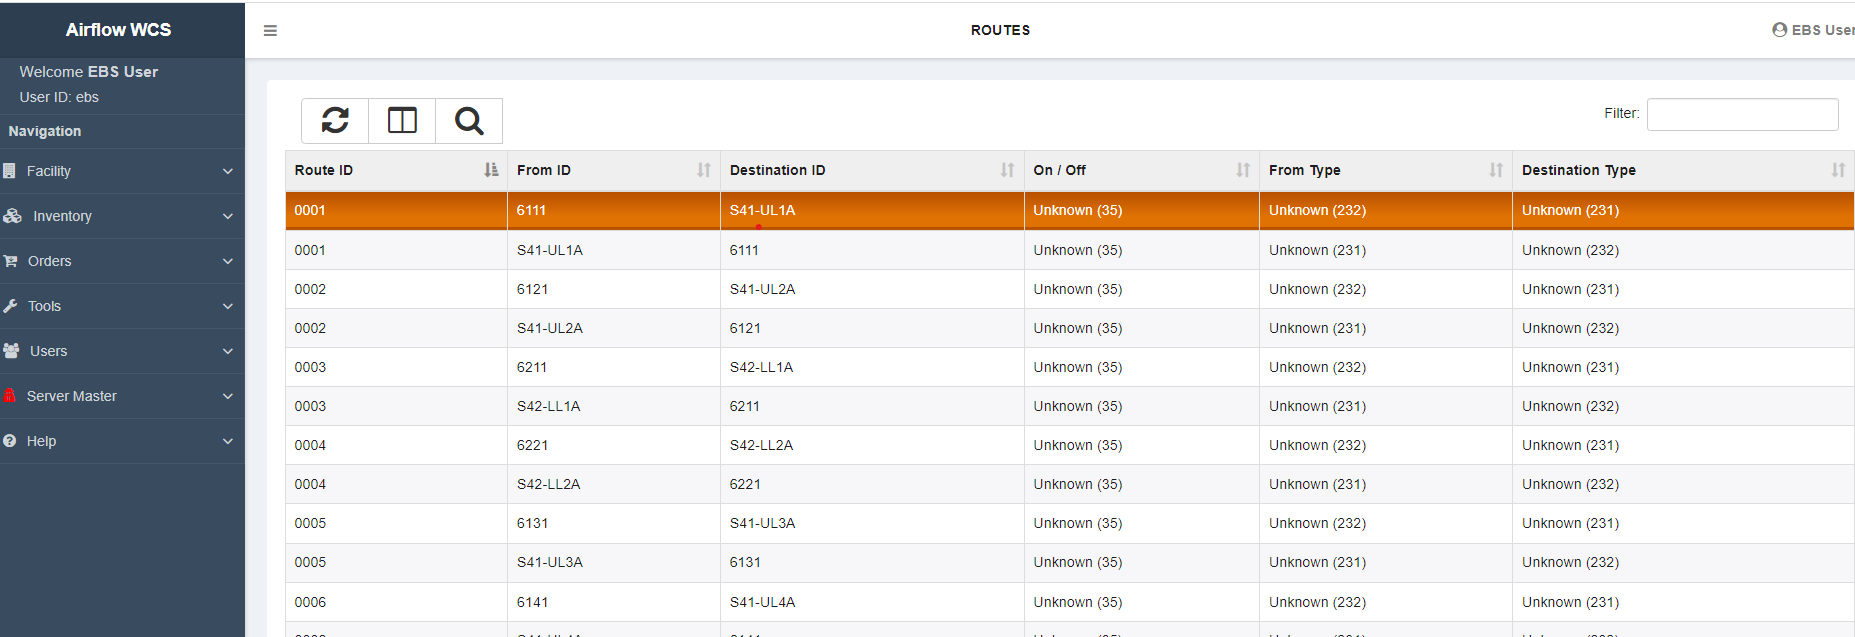 Airflow WCS
ROUTES
EBS User
Welcome EBS User
User ID: ebs
Navigation
Facility
Inventory
Orders
Tools
Users
Server Master
Help
Filter:
Route ID From ID Destination ID On / Off From Type Destination Type
0001 6111 S41-UL1A Unknown (35) Unknown (232) Unknown (231)
0001 S41-UL1A 6111 Unknown (35) Unknown (231) Unknown (232)
0002 6121 S41-UL2A Unknown (35) Unknown (232) Unknown (231)
0002 S41-UL2A 6121 Unknown (35) Unknown (231) Unknown (232)
0003 6211 S42-LL1A Unknown (35) Unknown (232) Unknown (231)
0003 S42-LL1A 6211 Unknown (35) Unknown (231) Unknown (232)
0004 6221 S42-LL2A Unknown (35) Unknown (232) Unknown (231)
0004 S42-LL2A 6221 Unknown (35) Unknown (231) Unknown (232)
0005 6131 S41-UL3A Unknown (35) Unknown (232) Unknown (231)
0005 S41-UL3A 6131 Unknown (35) Unknown (231) Unknown (232)
0006 6141 S41-UL4A Unknown (35) Unknown (232) Unknown (231)